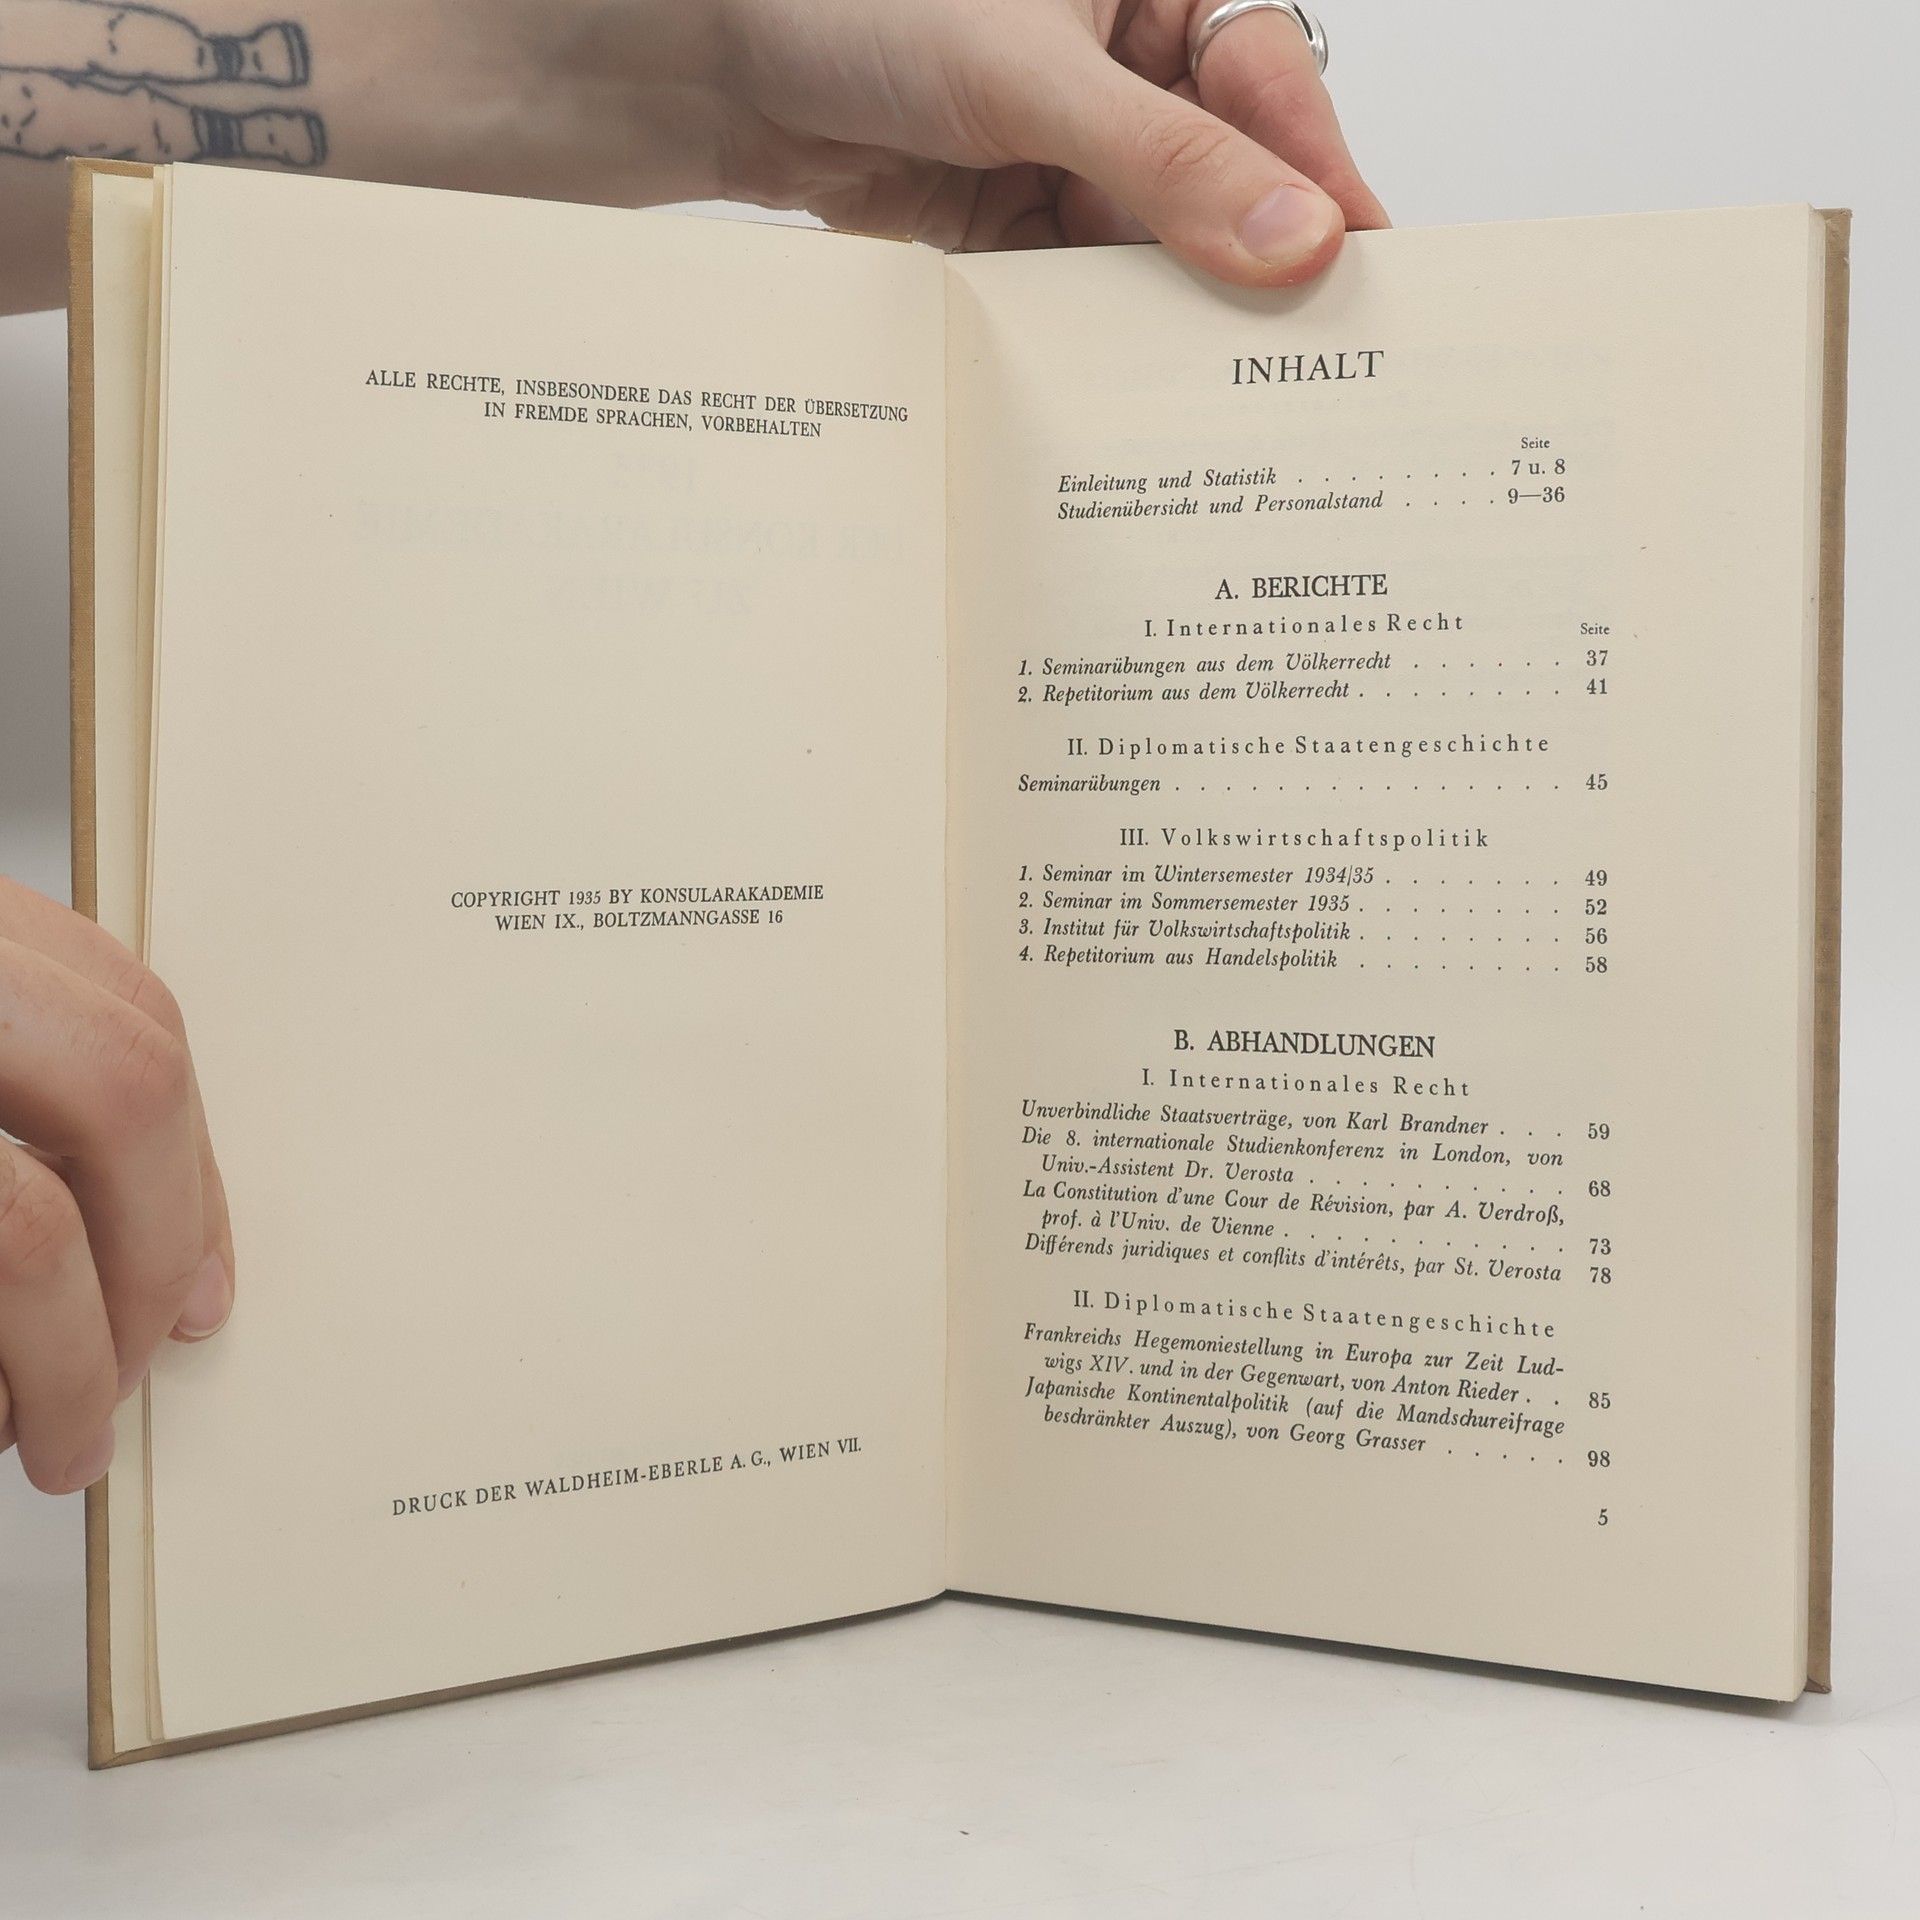 ALLE RECHTE, INSBESONDERE DAS RECHT DER ÜBERSETZUNG
IN FREMDE SPRACHEN, VORBEHALTEN
COPYRIGHT 1935 BY KONSULARAKADEMIE
WIEN IX., BOLTZMANNGASSE 16
DRUCK DER WALDHEIM-EBERLE A. G., WIEN VII.
INHALT
Seite
Einleitung und Statistik . . . . . . . . 7 u. 8
Studienübersicht und Personalstand . . . . 9—36
A. BERICHTE
I. Internationales Recht
Seite
1. Seminarübungen aus dem Völkerrecht . . . . . . 37
2. Repetitorium aus dem Völkerrecht . . . . . . . . 41
II. Diplomatische Staatengeschichte
Seminarübungen . . . . . . . . . . . . . . . 45
III. Volkswirtschaftspolitik
1. Seminar im Wintersemester 1934/35 . . . . . . . 49
2. Seminar im Sommersemester 1935 . . . . . . . . 52
3. Institut für Volkswirtschaftspolitik . . . . . . . . 56
4. Repetitorium aus Handelspolitik . . . . . . . . 58
B. ABHANDLUNGEN
I. Internationales Recht
Unverbindliche Staatsverträge, von Karl Brandner . . . 59
Die 8. internationale Studienkonferenz in London, von
Univ.-Assistent Dr. Verosta . . . . . . . . . . 68
La Constitution d'une Cour de Révision, par A. Verdroß,
prof. à l'Univ. de Vienne . . . . . . . . . . . 73
Différends juridiques et conflits d'intérêts, par St. Verosta 78
II. Diplomatische Staatengeschichte
Frankreichs Hegemoniestellung in Europa zur Zeit Lud-
wigs XIV. und in der Gegenwart, von Anton Rieder . . 85
Japanische Kontinentalpolitik (auf die Mandschureifrage
beschränkter Auszug), von Georg Grasser . . . . . 98
5